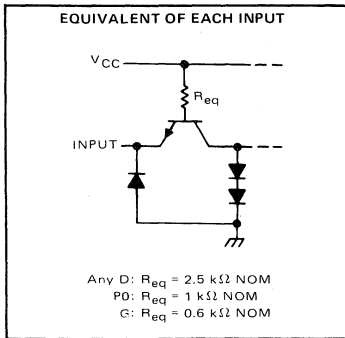 EQUIVALENT OF EACH INPUT
VCC
Req
INPUT
Any D: Req = 2.5 kΩ NOM
P0: Req = 1 kΩ NOM
G: Req = 0.6 kΩ NOM